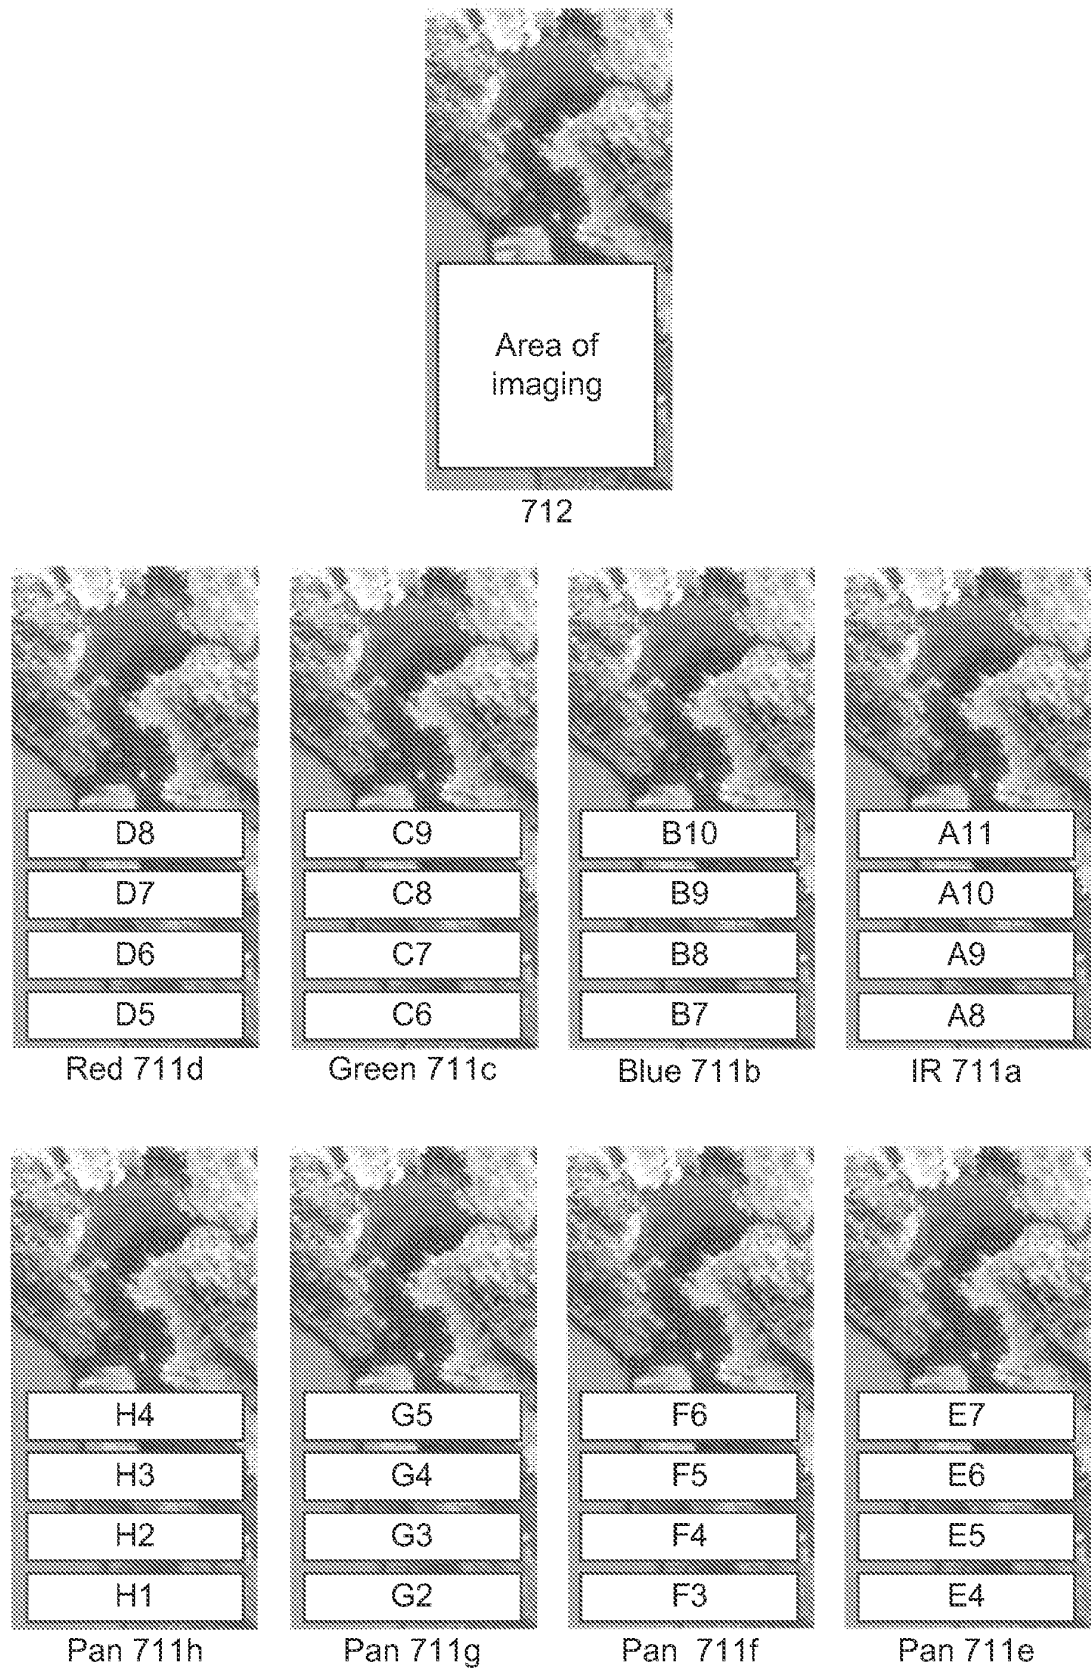 Area of
imaging
712
D8 C9 B10 A11
D7 C8 B9 A10
D6 C7 B8 A9
D5 C6 B7 A8
Red 711d Green 711c Blue 711b IR 711a
H4 G5 F6 E7
H3 G4 F5 E6
H2 G3 F4 E5
H1 G2 F3 E4
Pan 711h Pan 711g Pan 711f Pan 711e